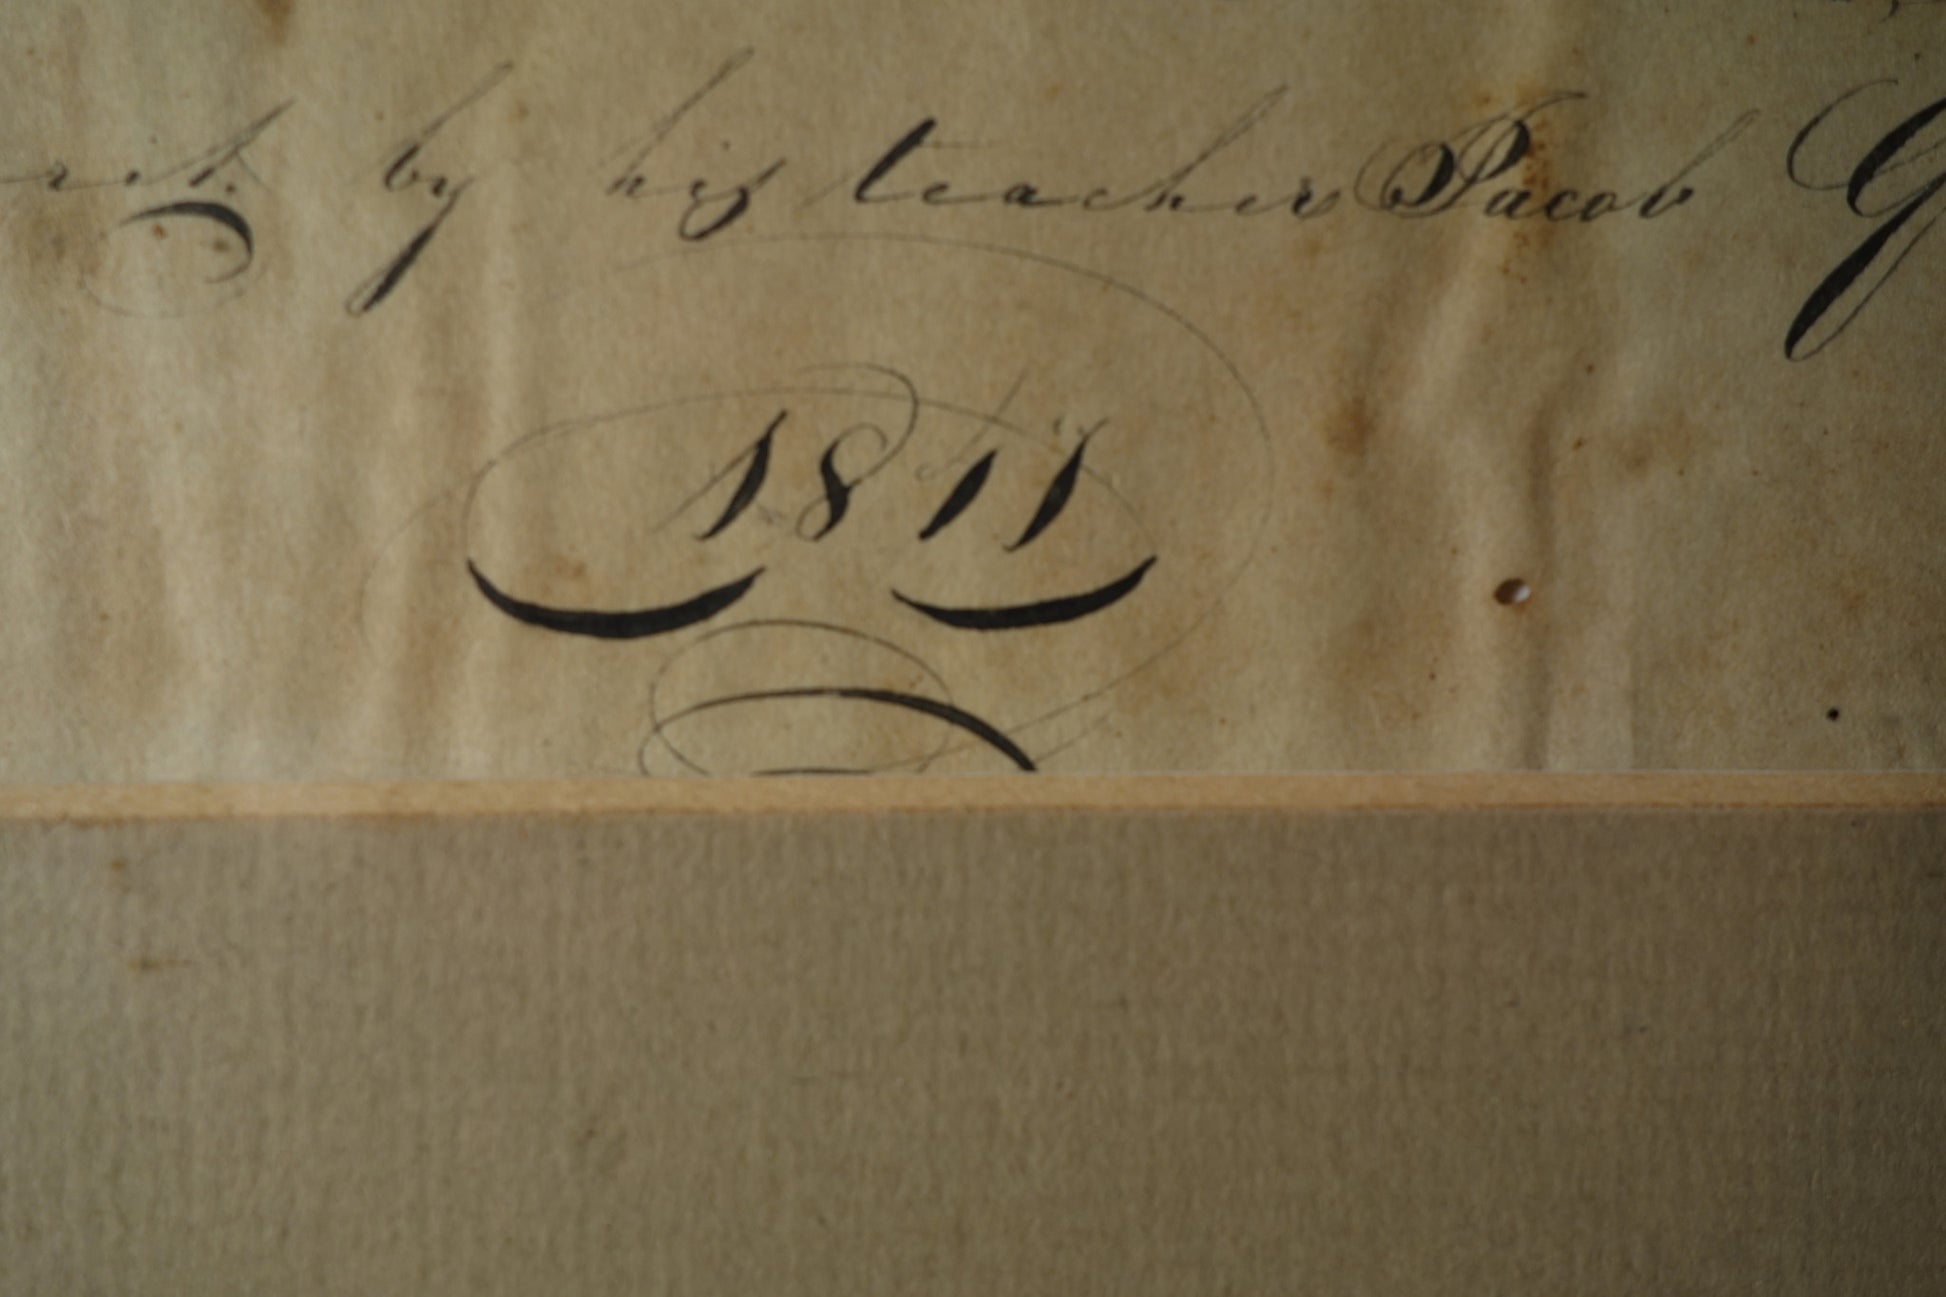 by his teacher Jacob
1811